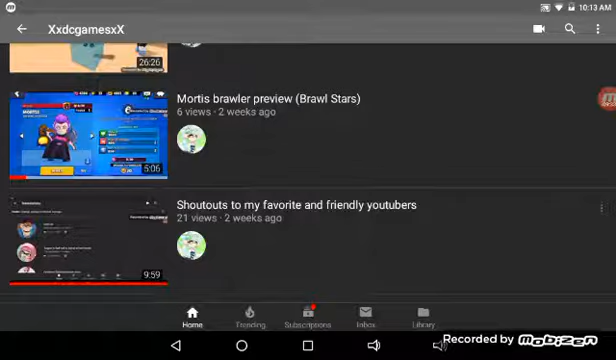 10:13 AM
XxdcgamesxX
26:26
Mortis brawler preview (Brawl Stars)
6 views · 2 weeks ago
MORTIS
5:06
Shoutouts to my favorite and friendly youtubers
21 views · 2 weeks ago
9:59
Home
Trending
Subscriptions
Inbox
Library
Recorded by mobizen